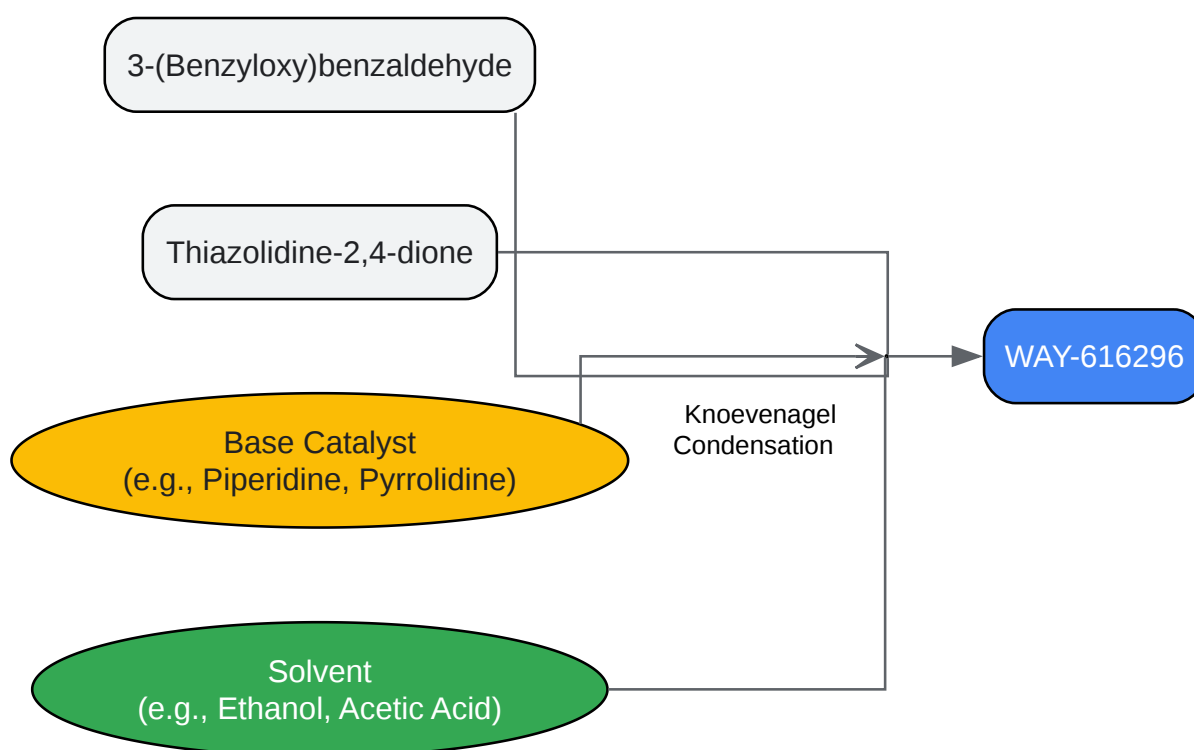 3-(Benzyloxy)benzaldehyde
Thiazolidine-2,4-dione
WAY-616296
Knoevenagel
Condensation
Base Catalyst
(e.g., Piperidine, Pyrrolidine)
Solvent
(e.g., Ethanol, Acetic Acid)